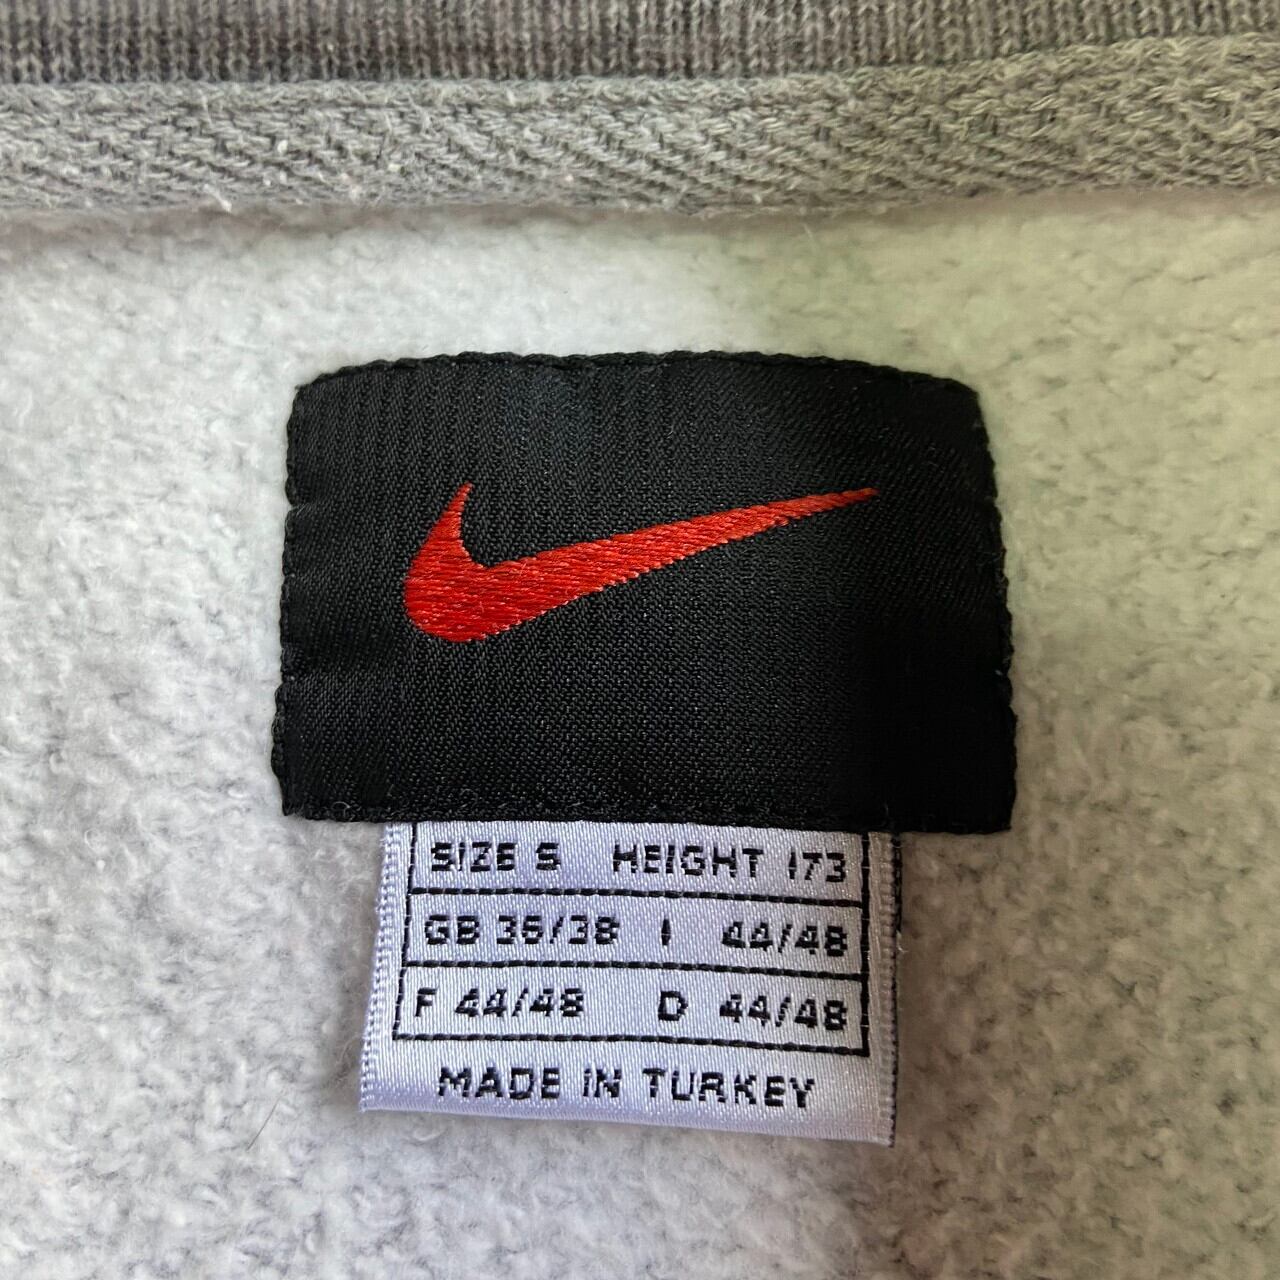 SIZE S HEIGHT 173
GB 36/38 I 44/48
F 44/48 D 44/48
MADE IN TURKEY